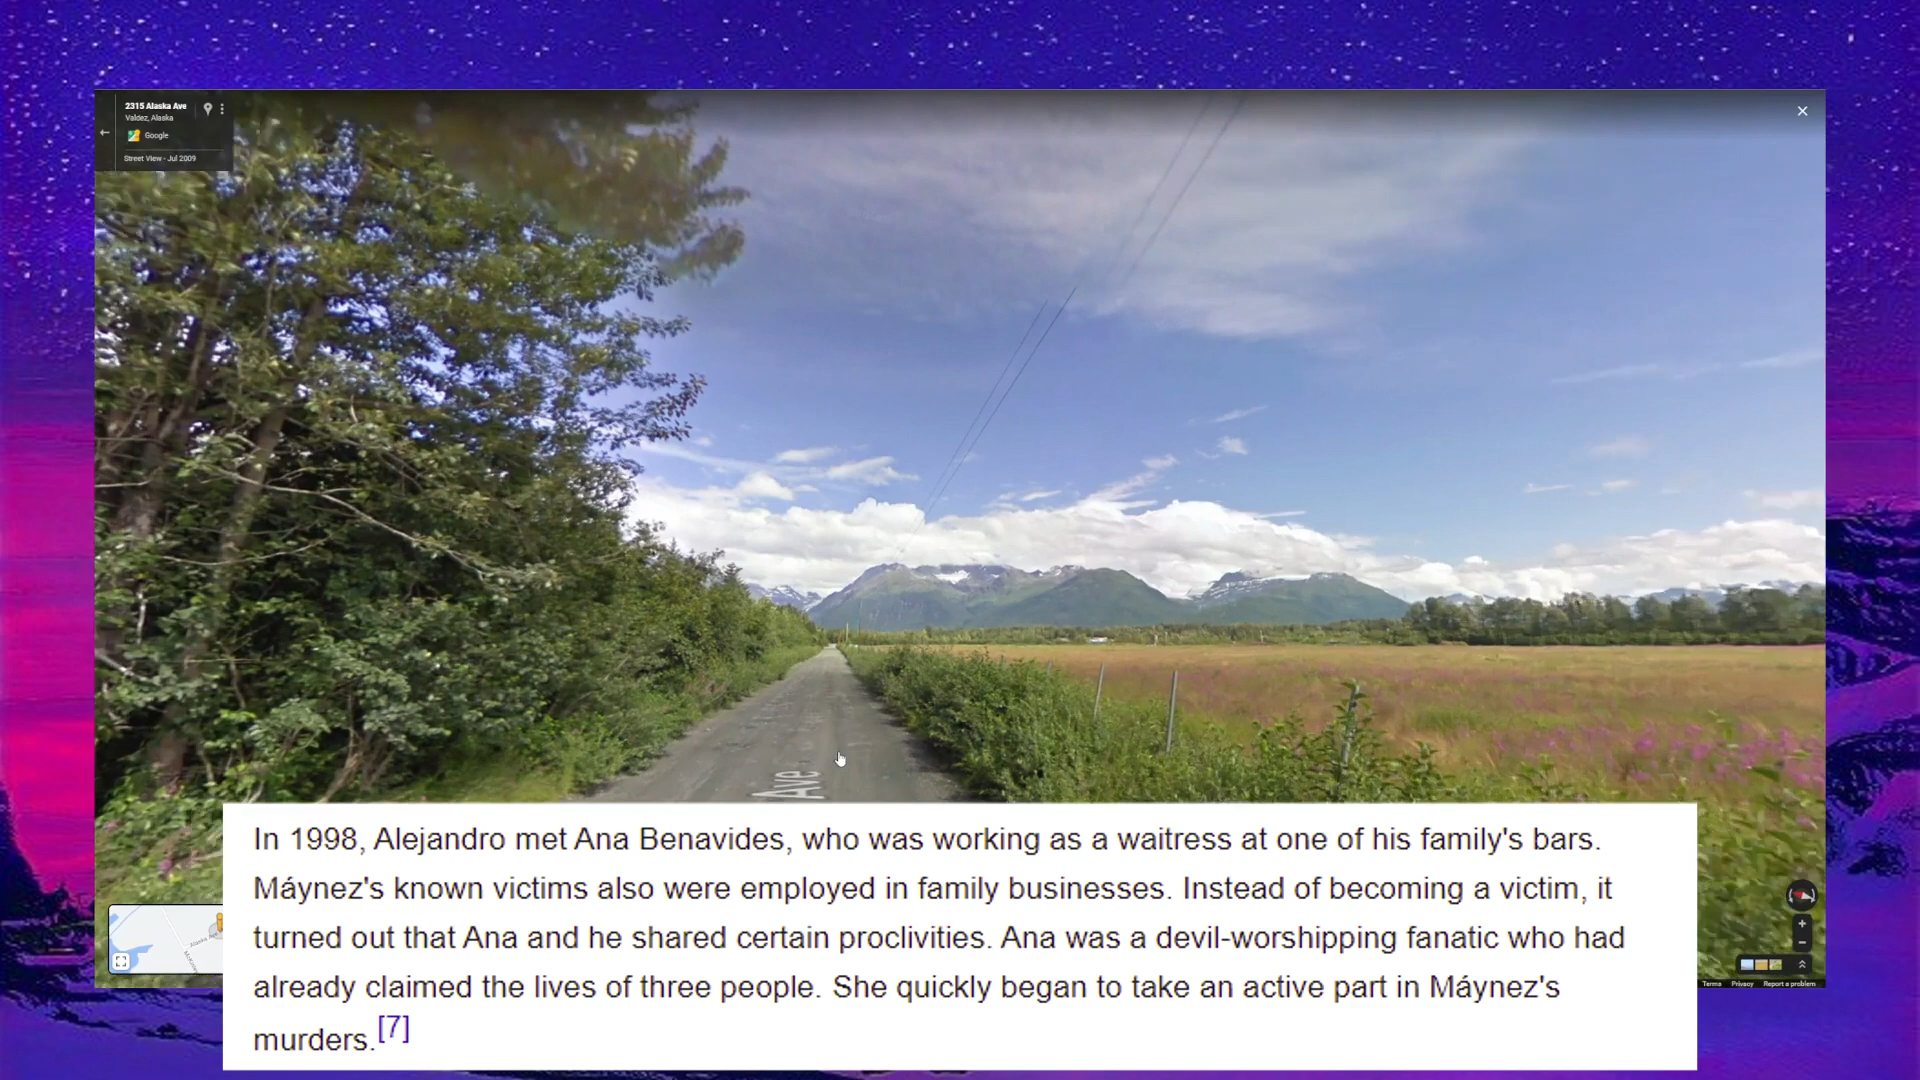 2315 Alaska Ave
Valdez, Alaska
Google
Street View - Jul 2009
Ave
Alaska Ave
In 1998, Alejandro met Ana Benavides, who was working as a waitress at one of his family's bars.
Máynez's known victims also were employed in family businesses. Instead of becoming a victim, it
turned out that Ana and he shared certain proclivities. Ana was a devil-worshipping fanatic who had
already claimed the lives of three people. She quickly began to take an active part in Máynez's
murders.[7]
Terms Privacy Report a problem